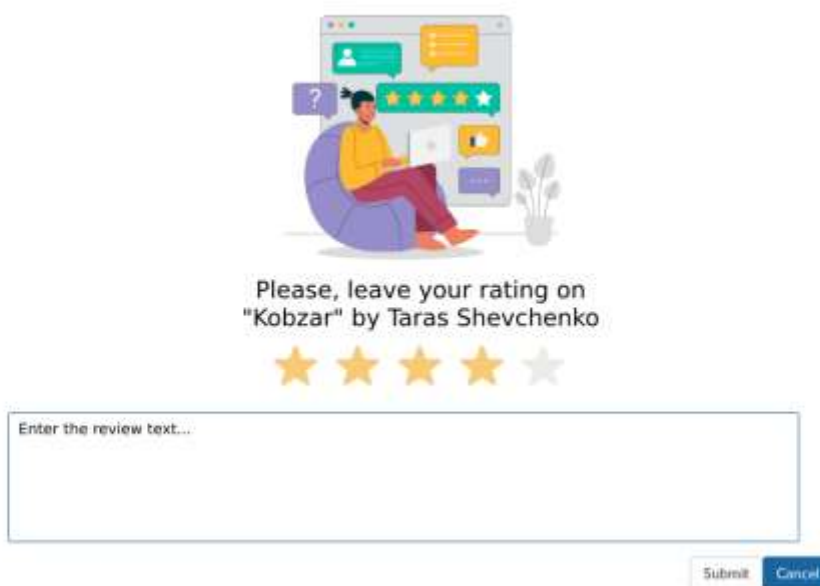 ?
Please, leave your rating on
"Kobzar" by Taras Shevchenko
Enter the review text...
Submit Cancel